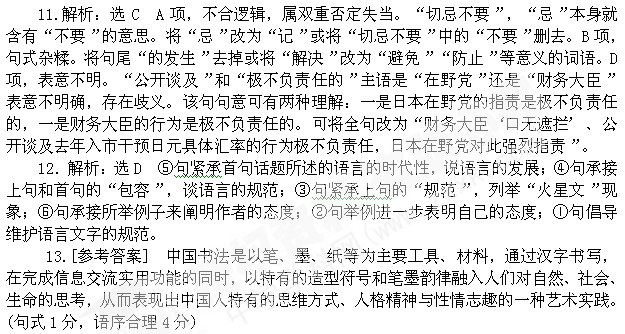 11.解析：选 C　A 项，不合逻辑，属双重否定失当。“切忌不要”，“忌”本身就
含有“不要”的意思。将“忌”改为“记”或将“切忌不要”中的“不要”删去。B 项，
句式杂糅。将句尾“的发生”去掉或将“解决”改为“避免”“防止”等意义的词语。D
项，表意不明。“公开谈及”和“极不负责任的”主语是“在野党”还是“财务大臣”
表意不明确，存在歧义。该句句意可有两种理解：一是日本在野党的指责是极不负责任
的，一是财务大臣的行为是极不负责任的。可将全句改为“财务大臣‘口无遮拦’、公
开谈及去年入市干预日元具体汇率的行为极不负责任，日本在野党对此强烈指责”。
12. 解析：选 D　⑤句紧承首句话题所述的语言的时代性，说语言的发展；④句承接
上句和首句的“包容”，谈语言的规范；③句紧承上句的“规范”，列举“火星文”现
象；⑥句承接所举例子来阐明作者的态度；②句举例进一步表明自己的态度；①句倡导
维护语言文字的规范。
13.[参考答案]　中国书法是以笔、墨、纸等为主要工具、材料，通过汉字书写，
在完成信息交流实用功能的同时，以特有的造型符号和笔墨韵律融入人们对自然、社会、
生命的思考，从而表现出中国人特有的思维方式、人格精神与性情志趣的一种艺术实践。
(句式 1 分，语序合理 4 分)